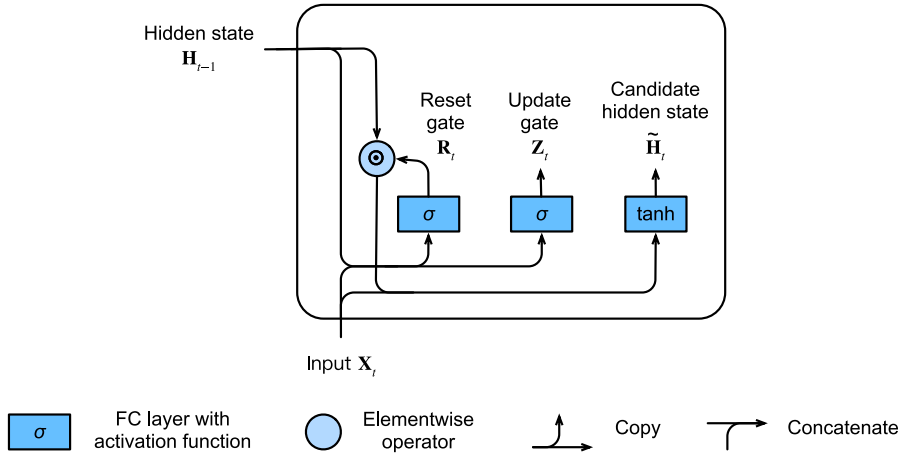 Hidden state
H_{t−1}
Reset
gate
R_t
Update
gate
Z_t
Candidate
hidden state
H̃_t
⊙
σ
σ
tanh
Input X_t
σ
FC layer with
activation function
Elementwise
operator
Copy
Concatenate